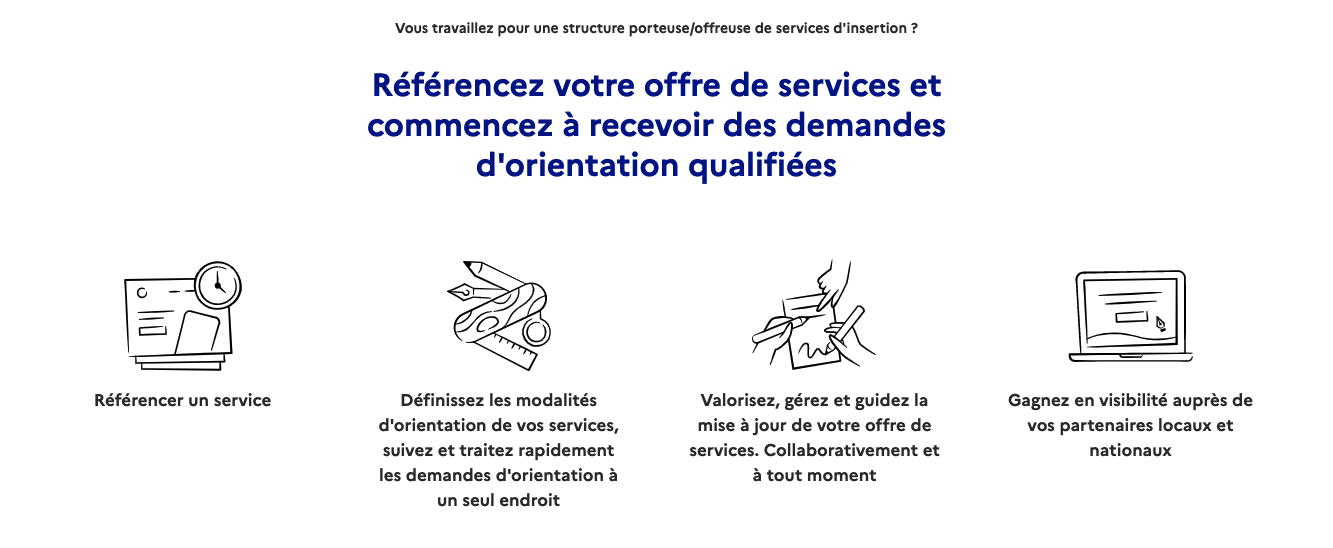 Vous travaillez pour une structure porteuse/offreuse de services d'insertion ?
Référencez votre offre de services et
commencez à recevoir des demandes
d'orientation qualifiées
Référencer un service
Définissez les modalités
d'orientation de vos services,
suivez et traitez rapidement
les demandes d'orientation à
un seul endroit
Valorisez, gérez et guidez la
mise à jour de votre offre de
services. Collaborativement et
à tout moment
Gagnez en visibilité auprès de
vos partenaires locaux et
nationaux